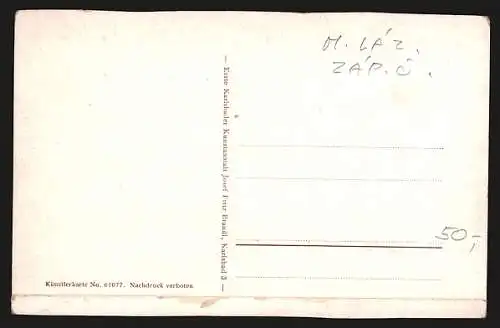 M. LÁZ.
ZÁP. Č.
— Erste Karlsbader Kunstanstalt Josef Fritz Brandl, Karlsbad 3 —
50,-
Künstlerkarte No. 61077. Nachdruck verboten.